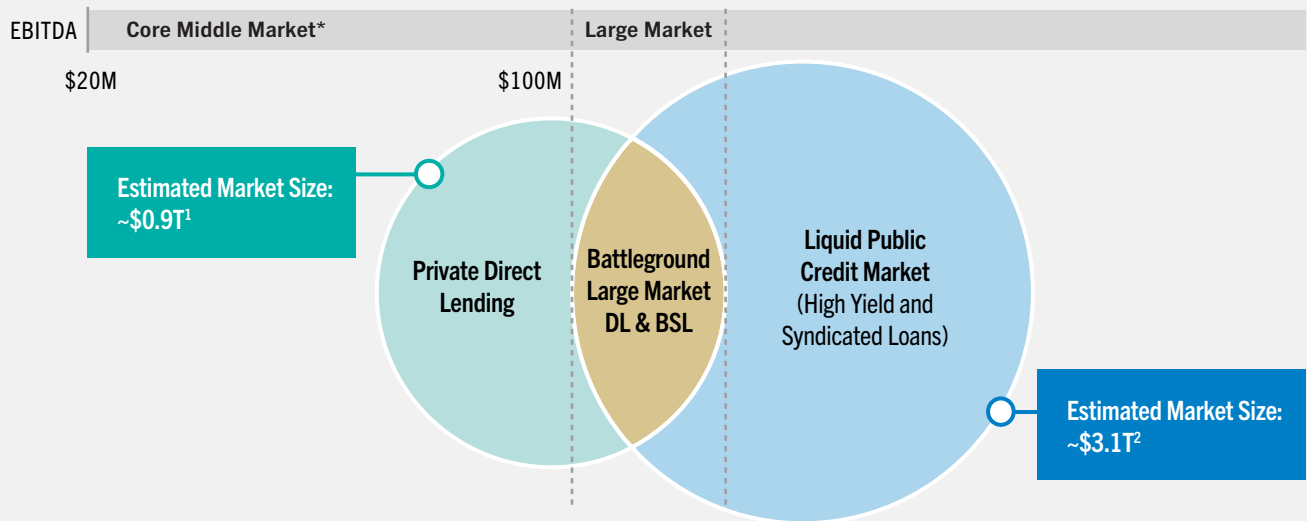 EBITDA
Core Middle Market*
Large Market
$20M
$100M
Estimated Market Size:
~$0.9T¹
Private Direct
Lending
Battleground
Large Market
DL & BSL
Liquid Public
Credit Market
(High Yield and
Syndicated Loans)
Estimated Market Size:
~$3.1T²